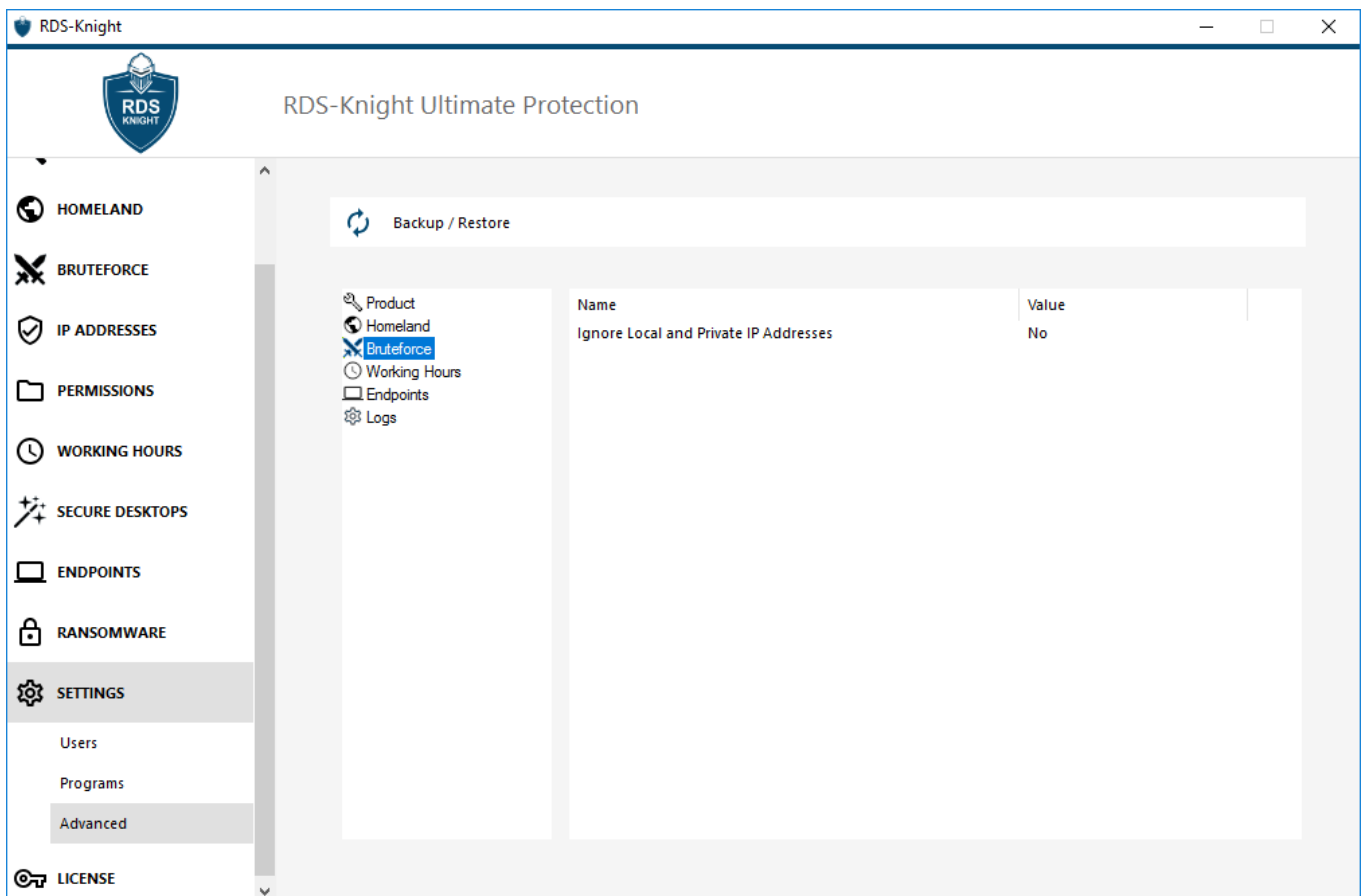 RDS-Knight
RDS
KNIGHT
RDS-Knight Ultimate Protection
HOMELAND
BRUTEFORCE
IP ADDRESSES
PERMISSIONS
WORKING HOURS
SECURE DESKTOPS
ENDPOINTS
RANSOMWARE
SETTINGS
Users
Programs
Advanced
LICENSE
Backup / Restore
Product
Homeland
Bruteforce
Working Hours
Endpoints
Logs
Name Value
Ignore Local and Private IP Addresses No